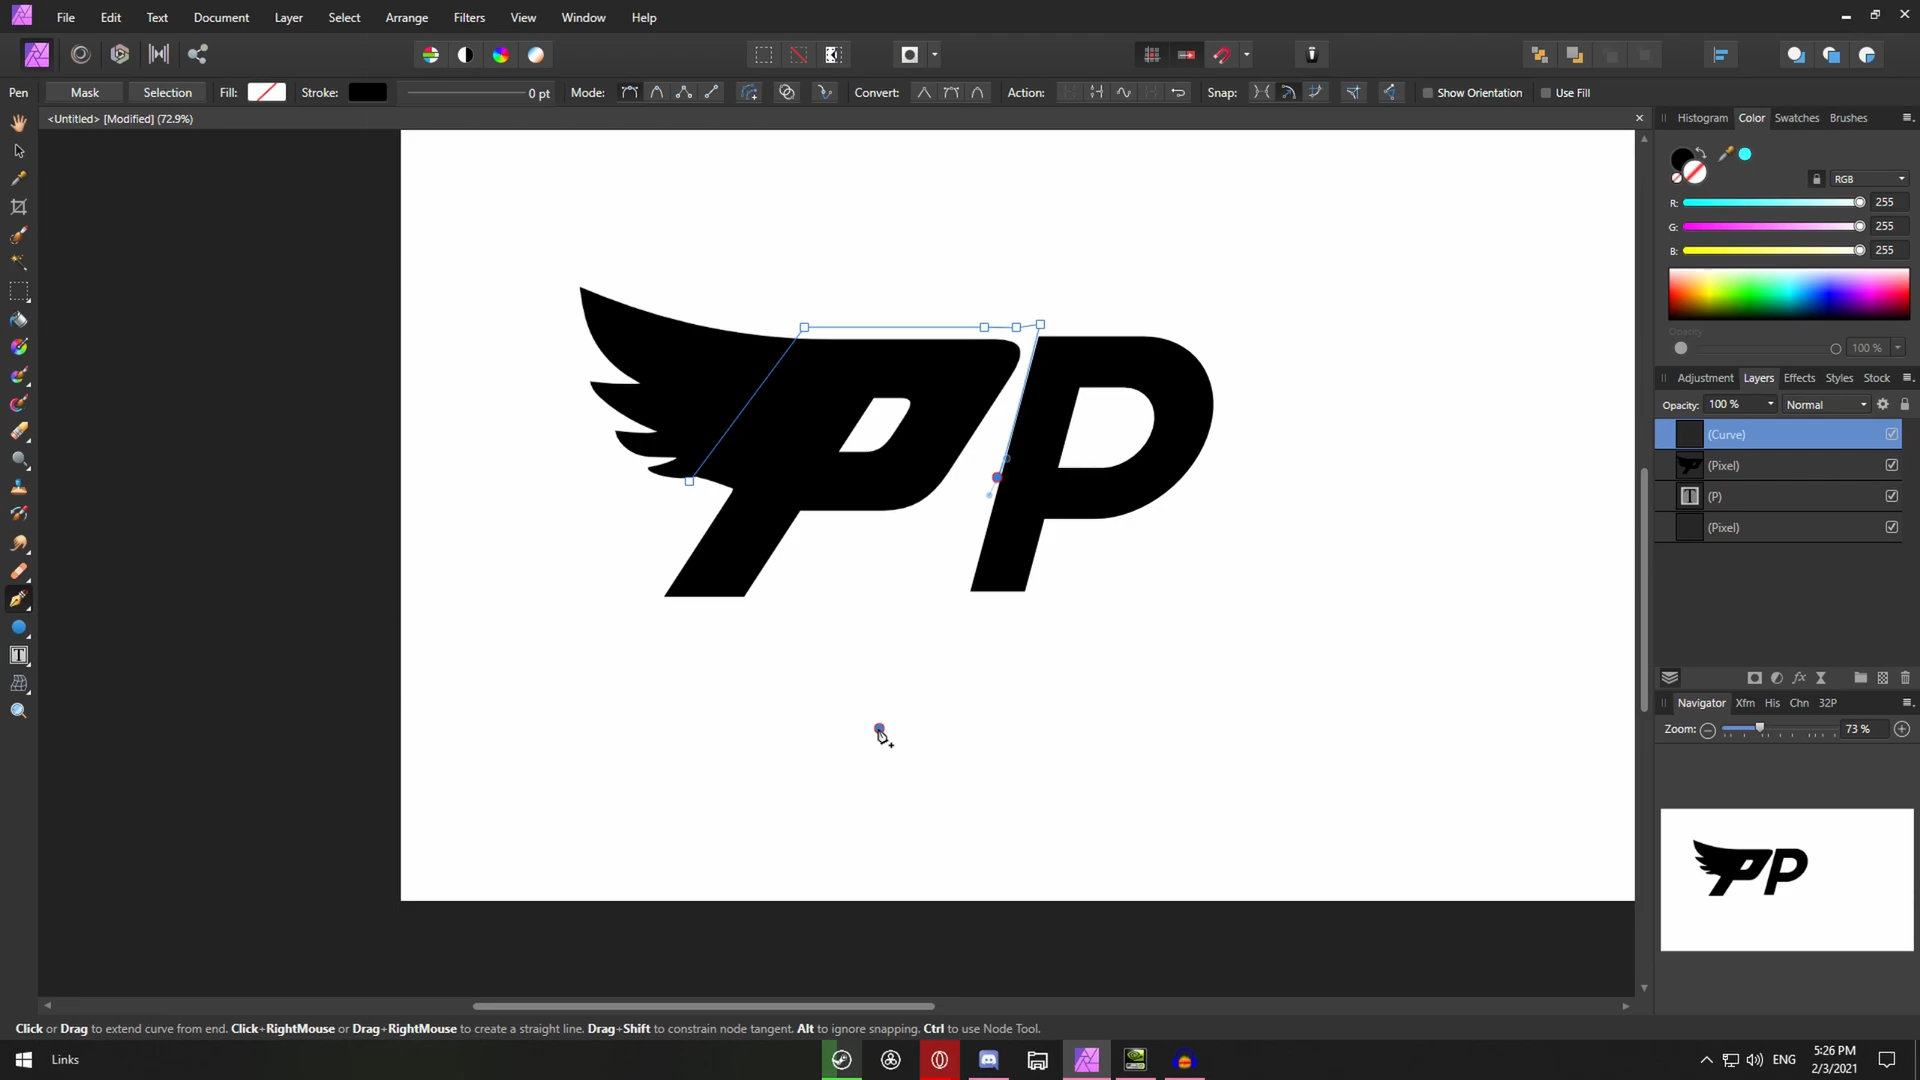 File Edit Text Document Layer Select Arrange Filters View Window Help
Pen Mask Selection Fill: Stroke: 0 pt Mode: Convert: Action: Snap: Show Orientation Use Fill
<Untitled> [Modified] (72.9%)
Histogram Color Swatches Brushes
RGB
R: 255
G: 255
B: 255
Opacity
100 %
Adjustment Layers Effects Styles Stock
Opacity: 100 % Normal
(Curve)
(Pixel)
T (P)
(Pixel)
fx
Navigator Xfm His Chn 32P
Zoom: 73 %
P P
PP
T
Click or Drag to extend curve from end. Click+RightMouse or Drag+RightMouse to create a straight line. Drag+Shift to constrain node tangent. Alt to ignore snapping. Ctrl to use Node Tool.
Links
ENG
5:26 PM
2/3/2021